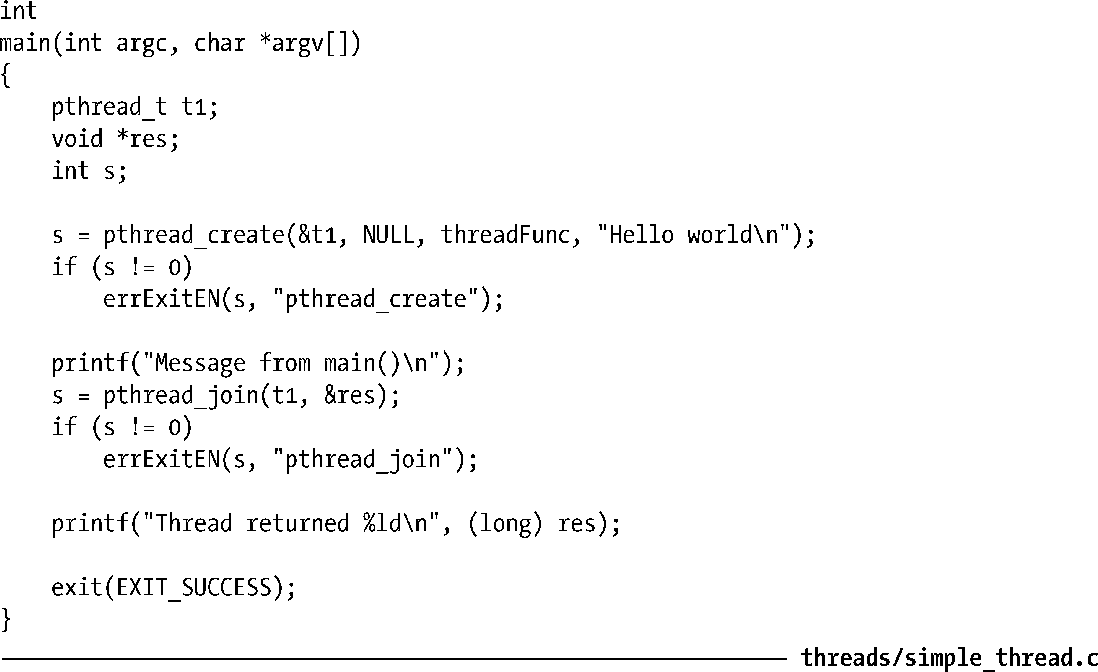 int
main(int argc, char *argv[])
{
    pthread_t t1;
    void *res;
    int s;

    s = pthread_create(&t1, NULL, threadFunc, "Hello world\n");
    if (s != 0)
        errExitEN(s, "pthread_create");

    printf("Message from main()\n");
    s = pthread_join(t1, &res);
    if (s != 0)
        errExitEN(s, "pthread_join");

    printf("Thread returned %ld\n", (long) res);

    exit(EXIT_SUCCESS);
}
threads/simple_thread.c